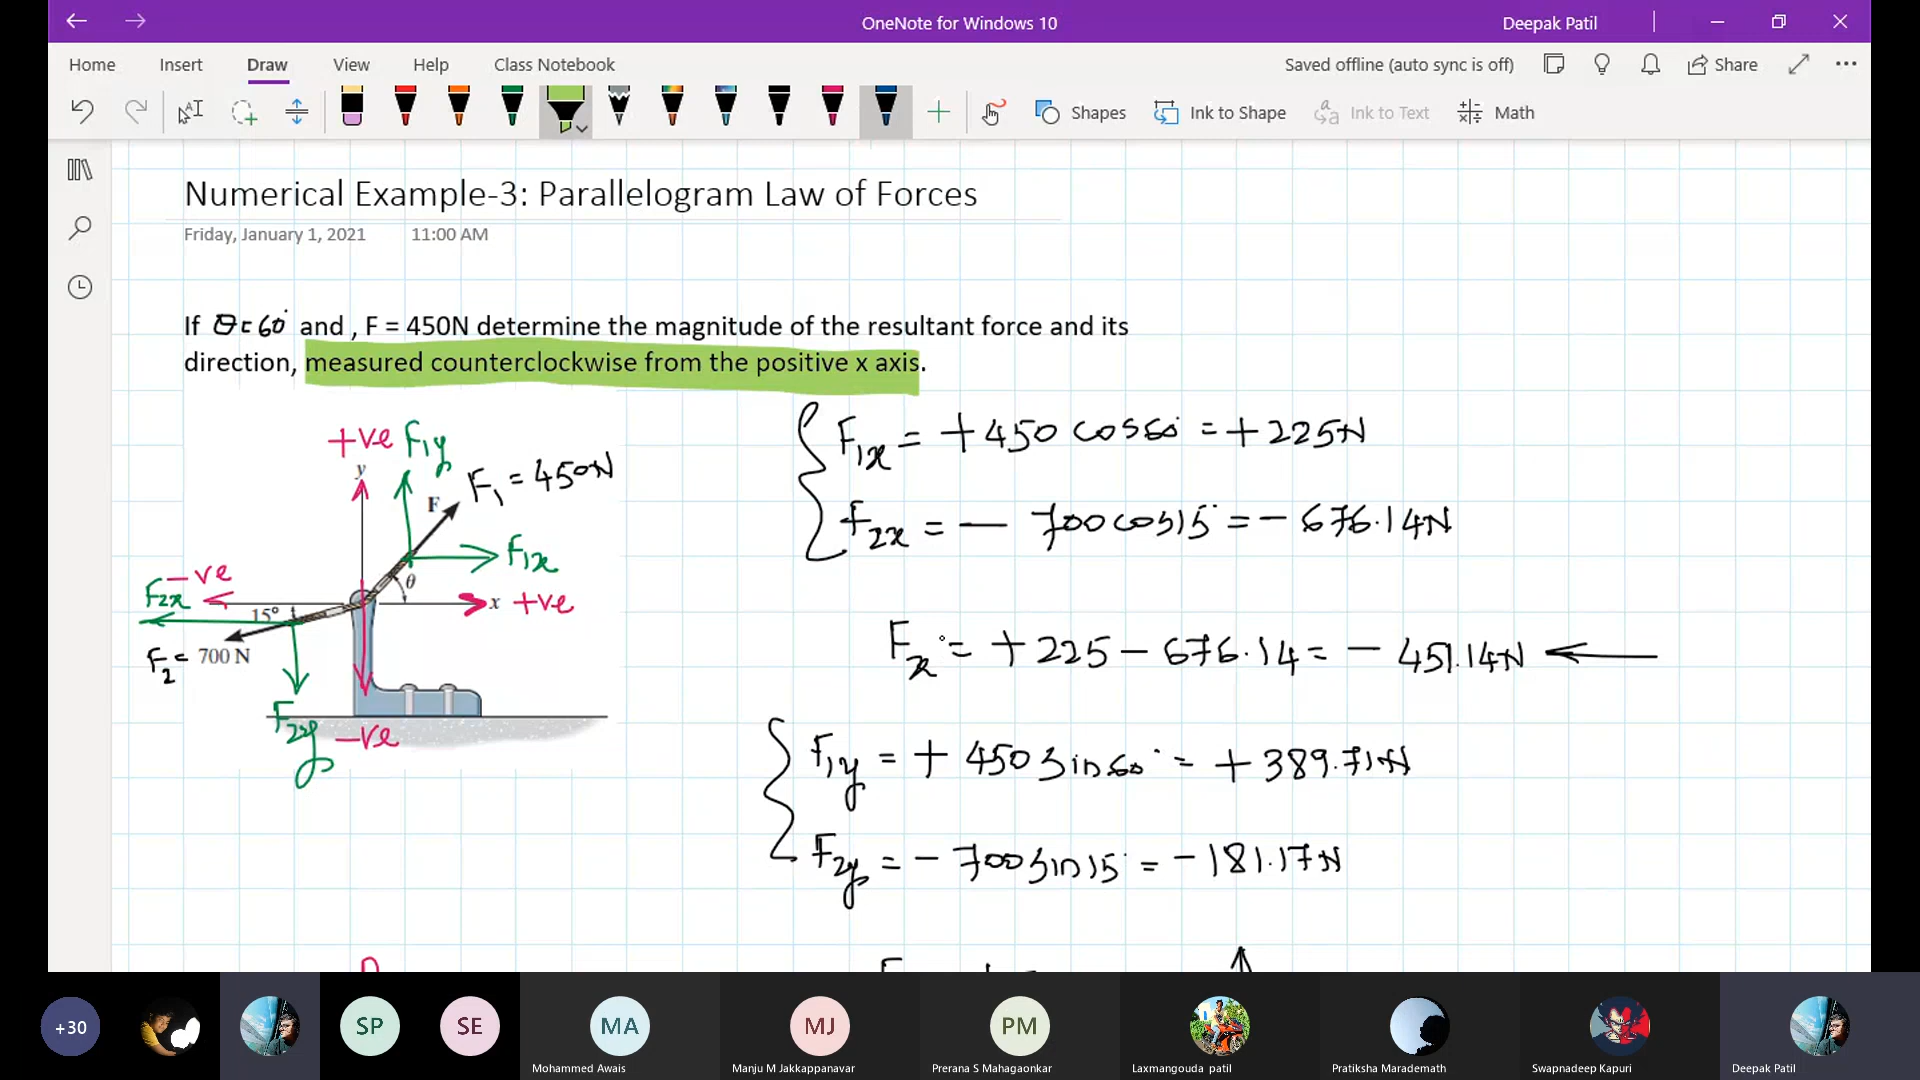 OneNote for Windows 10
Deepak Patil
Home Insert Draw View Help Class Notebook
Saved offline (auto sync is off)
Share
Shapes
Ink to Shape
Ink to Text
Math
Numerical Example-3: Parallelogram Law of Forces
Friday, January 1, 2021 11:00 AM
If θ = 60° and , F = 450N determine the magnitude of the resultant force and its
direction, measured counterclockwise from the positive x axis.
+ve F1y
y
F
F1 = 450N
F1x
θ
-ve
F2x
15°
x +ve
F2 = 700 N
F2y
-ve
F1x = +450 cos60° = +225N
F2x = - 700cos15° = - 676.14N
Fx = +225 - 676.14 = - 451.14N ←
F1y = + 450 Sin60° = + 389.71N
F2y = - 700Sin15° = - 181.17N
+30
SP
SE
MA
Mohammed Awais
MJ
Manju M Jakkappanavar
PM
Prerana S Mahagaonkar
Laxmangouda patil
Pratiksha Marademath
Swapnadeep Kapuri
Deepak Patil